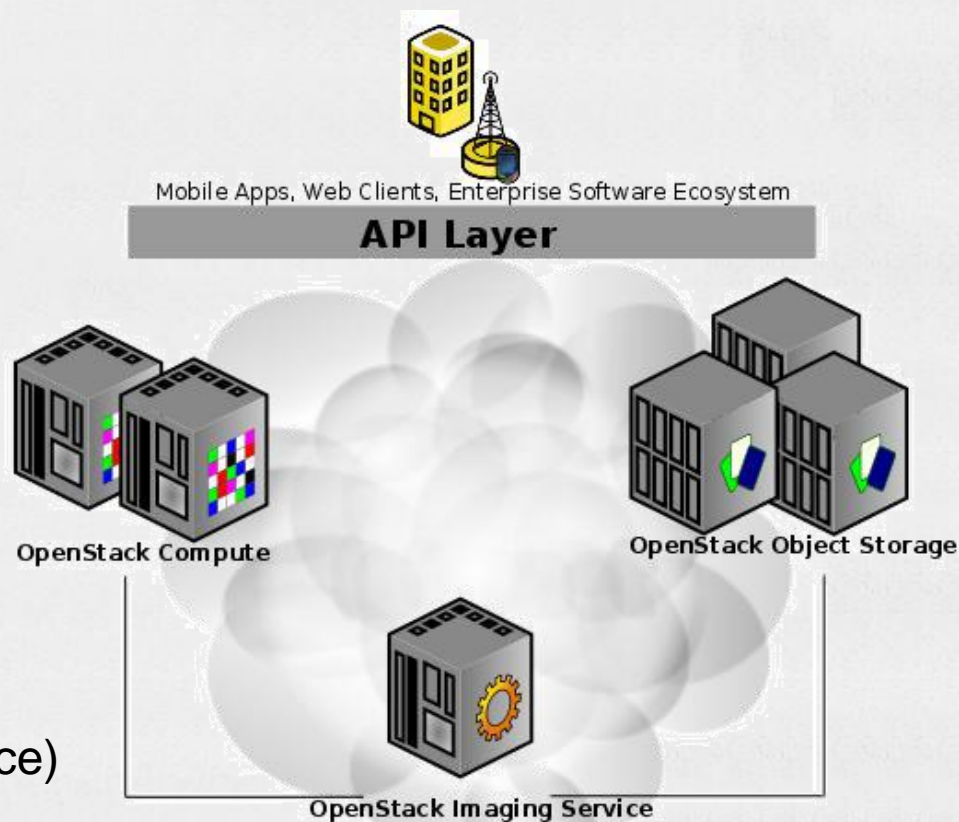 Mobile Apps, Web Clients, Enterprise Software Ecosystem
API Layer
OpenStack Compute
OpenStack Object Storage
ce)
OpenStack Imaging Service